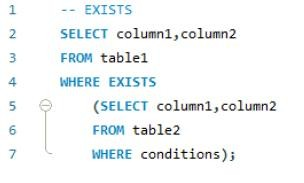 1 -- EXISTS
2 SELECT column1,column2
3 FROM table1
4 WHERE EXISTS
5 (SELECT column1,column2
6 FROM table2
7 WHERE conditions);